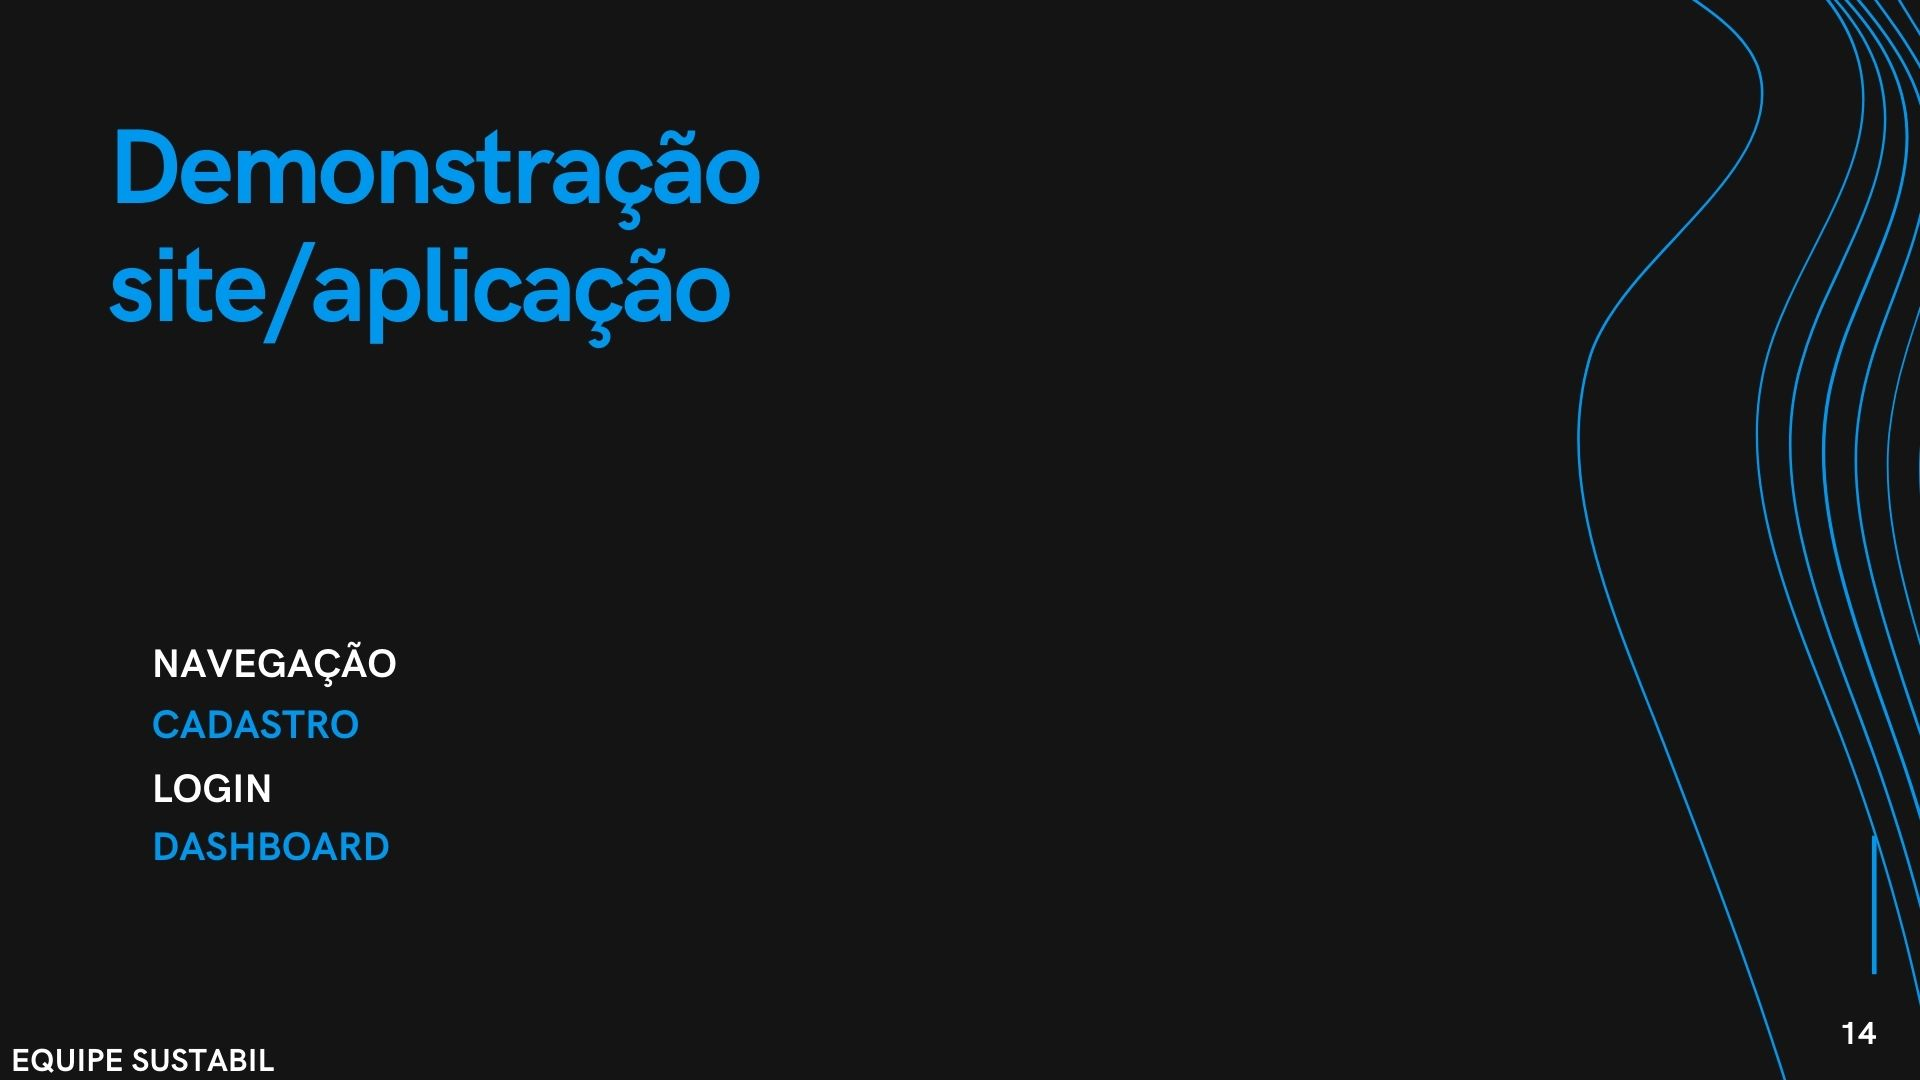 Demonstração
site/aplicação
NAVEGAÇÃO
CADASTRO
LOGIN
DASHBOARD
14
EQUIPE SUSTABIL